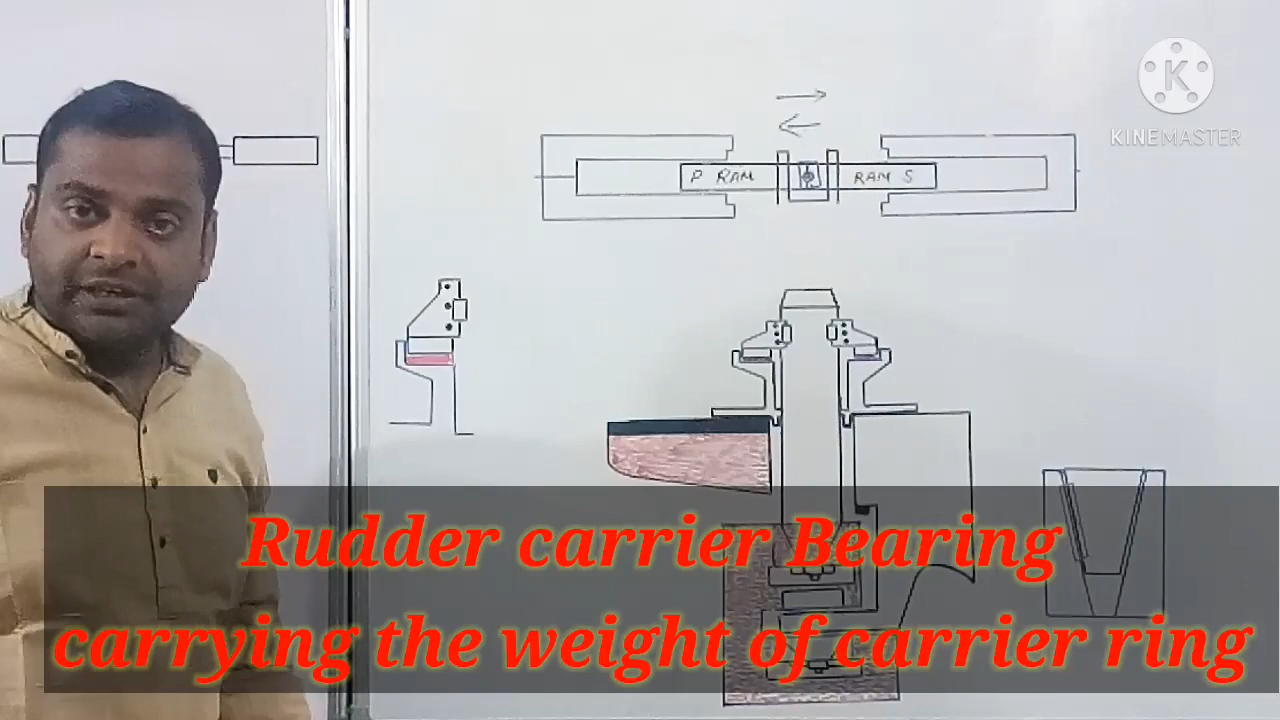 K
KINEMASTER
P RAM
RAM S
Rudder carrier Bearing
carrying the weight of carrier ring